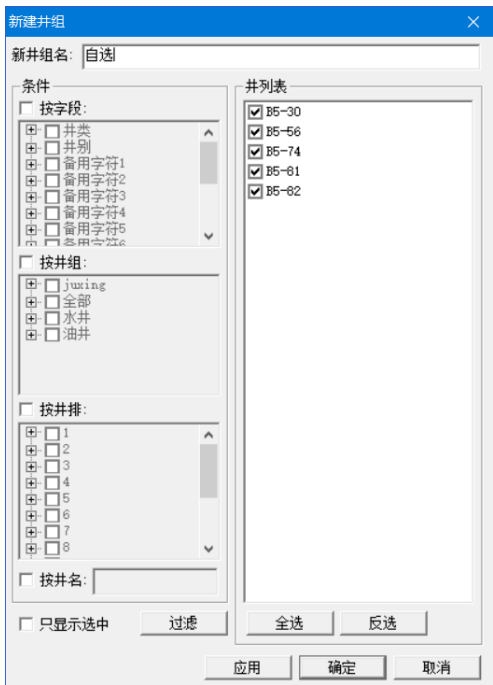 新建井组
新井组名: 自选
条件
按字段:
井类
井别
备用字符1
备用字符2
备用字符3
备用字符4
备用字符5
备用字符6
按井组:
juxing
全部
水井
油井
按井排:
1
2
3
4
5
6
7
8
按井名:
只显示选中 过滤
井列表
B5-30
B5-56
B5-74
B5-81
B5-82
全选 反选
应用 确定 取消